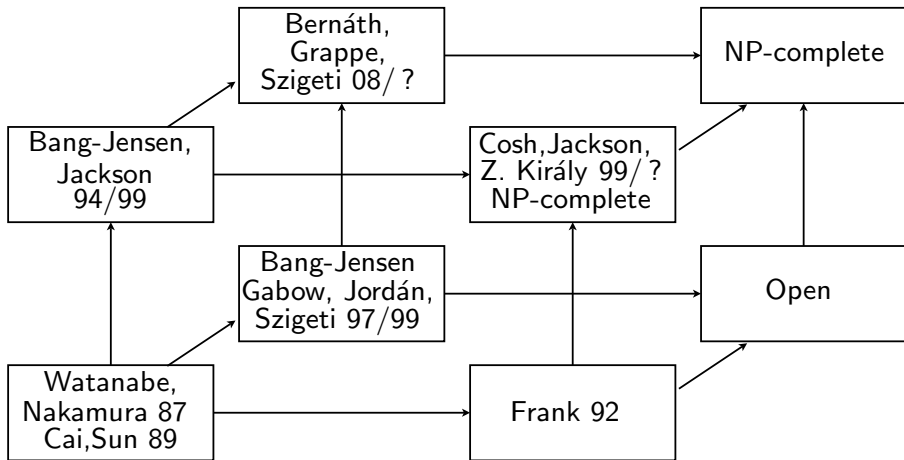 Bernáth,
Grappe,
Szigeti 08/ ?
NP-complete
Bang-Jensen,
Jackson
94/99
Cosh,Jackson,
Z. Király 99/ ?
NP-complete
Bang-Jensen
Gabow, Jordán,
Szigeti 97/99
Open
Watanabe,
Nakamura 87
Cai,Sun 89
Frank 92